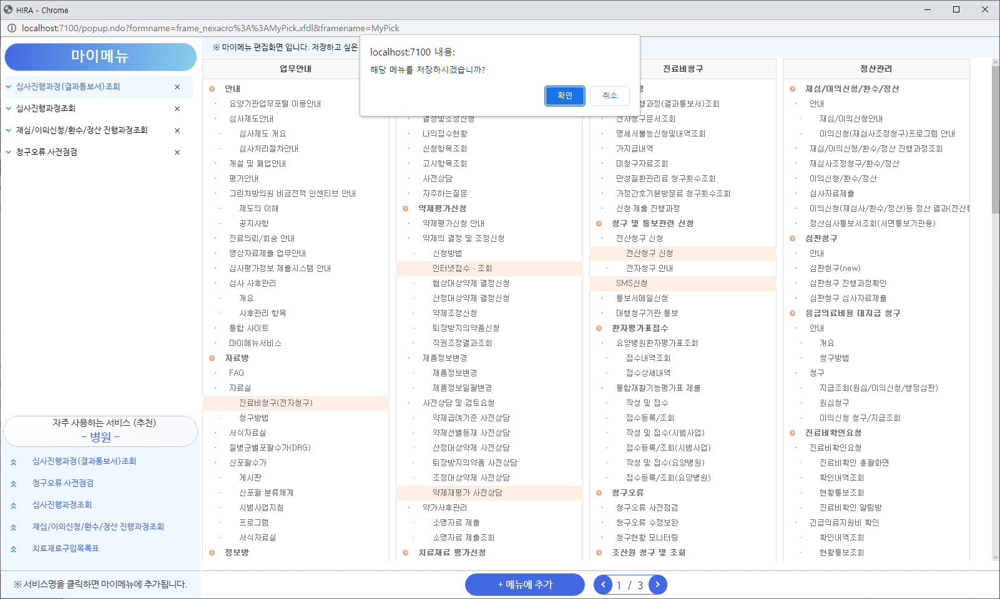 HIRA - Chrome
localhost:7100/popup.ndo?formname=frame_nexacro%3A%3AMyPick.xfdl&framename=MyPick
localhost:7100 내용:
해당 메뉴를 저장하시겠습니까?
확인
취소
마이메뉴
심사진행과정(결과통보서)조회
심사진행과정조회
재심/이의신청/환수/정산 진행과정조회
청구오류 사전점검
자주 사용하는 서비스 (추천)
- 병원 -
심사진행과정(결과통보서)조회
청구오류 사전점검
심사진행과정조회
재심/이의신청/환수/정산 진행과정조회
치료재료구입목록표
※ 서비스명을 클릭하면 마이메뉴에 추가됩니다.
※ 마이메뉴 편집화면 입니다. 저장하고 싶은
업무안내
안내
요양기관업무포털 이용안내
심사제도안내
심사제도 개요
심사처리절차안내
개설 및 폐업안내
평가안내
그린처방의원 비금전적 인센티브 안내
제도의 이해
공지사항
진료의뢰/회송 안내
영상자료제출 업무안내
심사평가정보 제출시스템 안내
심사 사후관리
개요
사후관리 항목
통합 사이트
마이메뉴서비스
자료방
FAQ
자료실
진료비청구(전자청구)
청구방법
서식자료실
질병군별포괄수가(DRG)
신포괄수가
게시판
신포괄 분류체계
시범사업지침
프로그램
서식자료실
정보방
결정및조정신청
나의접수현황
신청항목조회
고시항목조회
사전상담
자주하는질문
약제평가신청
약제평가신청 안내
약제의 결정 및 조정신청
신청방법
인터넷접수ㆍ조회
협상대상약제 결정신청
산정대상약제 결정신청
약제조정신청
퇴장방지의약품신청
직권조정결과조회
제품정보변경
제품정보변경
제품정보일괄변경
사전상담 및 검토요청
약제급여기준 사전상담
약제선별등재 사전상담
산정대상약제 사전상담
퇴장방지의약품 사전상담
조정대상약제 사전상담
약제재평가 사전상담
약가사후관리
소명자료 제출
소명자료 제출조회
치료재료 평가신청
진료비청구
행과정(결과통보서)조회
전자청구문서조회
명세서불능신청및내역조회
가지급내역
미청구자료조회
만성질환관리료 청구횟수조회
가정간호기본방문료 청구횟수조회
신청·제출 진행과정
청구 및 통보관련 신청
전산청구 신청
전산청구 신청
전자청구 안내
SMS신청
통보서메일신청
대행청구기관 통보
환자평가표접수
요양병원환자평가표조회
접수내역조회
접수상세내역
통합재활기능평가표 제출
작성 및 접수
접수등록/조회
작성 및 접수(시범사업)
접수등록/조회(시범사업)
작성 및 접수(요양병원)
접수등록/조회(요양병원)
청구오류
청구오류 사전점검
청구오류 수정보완
청구현황 모니터링
조산원 청구 및 조회
정산관리
재심/이의신청/환수/정산
안내
재심/이의신청안내
이의신청(재심사조정청구)프로그램 안내
재심/이의신청/환수/정산 진행과정조회
재심사조정청구/환수/정산
이의신청/환수/정산
심사자료제출
이의신청(재심사/환수/정산)등 정산 결과(전산
정산심사통보서조회(서면통보기관용)
심판청구
안내
심판청구(new)
심판청구 진행과정확인
심판청구 심사자료제출
응급의료비용 대지급 청구
안내
개요
청구방법
청구
지급조회(원심/이의신청/행정심판)
원심청구
이의신청 청구/지급조회
진료비확인요청
진료비확인요청
진료비확인 총괄화면
확인내역조회
현황통보조회
진료비확인 알림방
긴급의료지원비 확인
확인내역조회
현황통보조회
+ 메뉴에 추가
1 / 3